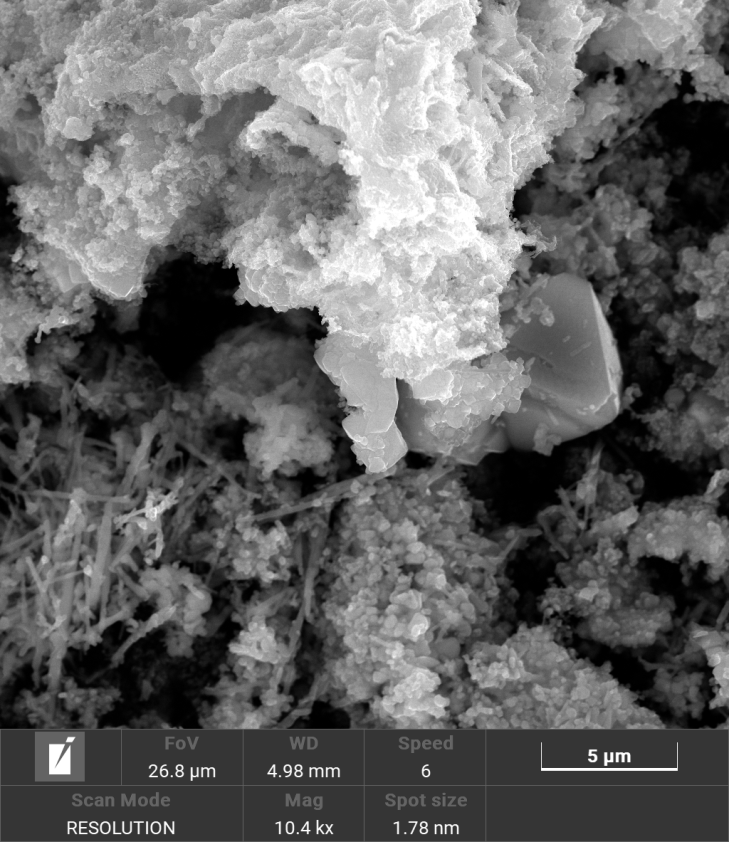 FoV WD Speed
26.8 µm 4.98 mm 6 5 µm
Scan Mode Mag Spot size
RESOLUTION 10.4 kx 1.78 nm